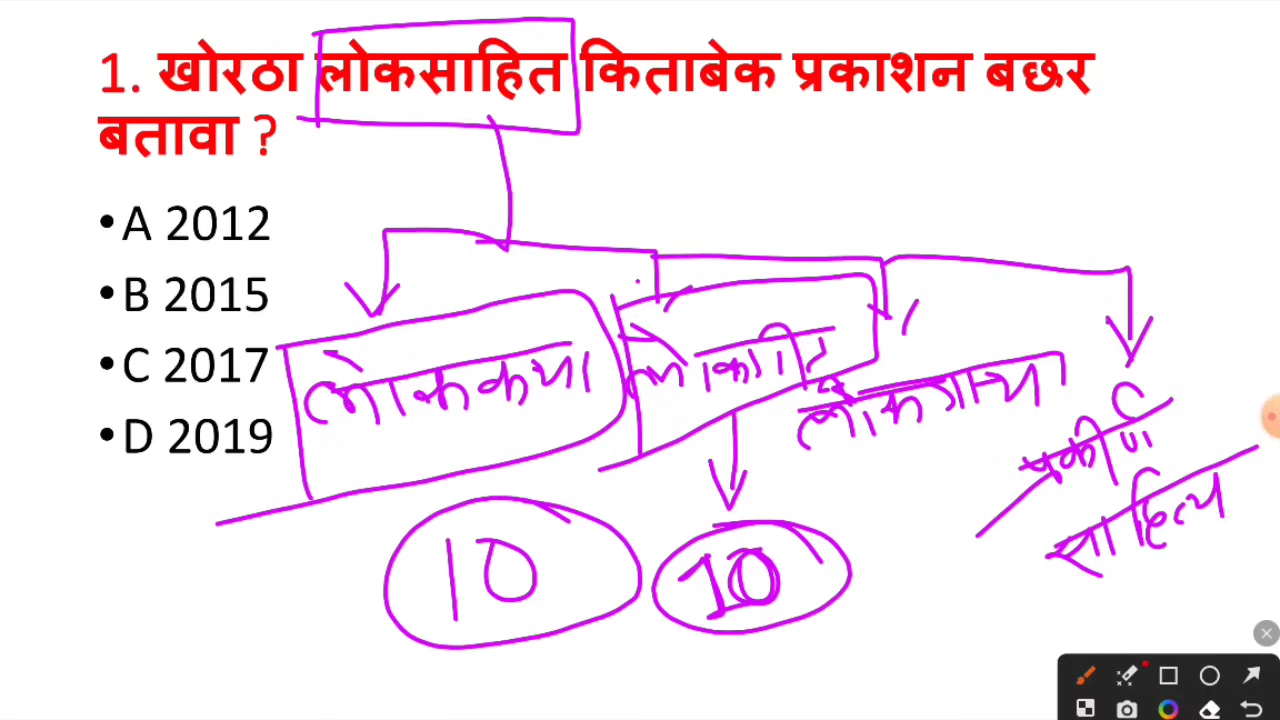 1. खोरठा लोकसाहित किताबेक प्रकाशन बछर
बतावा ?
• A 2012
• B 2015
• C 2017
• D 2019
लोककथा
लोकगीत
लोकगाथा
प्रकीर्ण
साहित्य
10
10